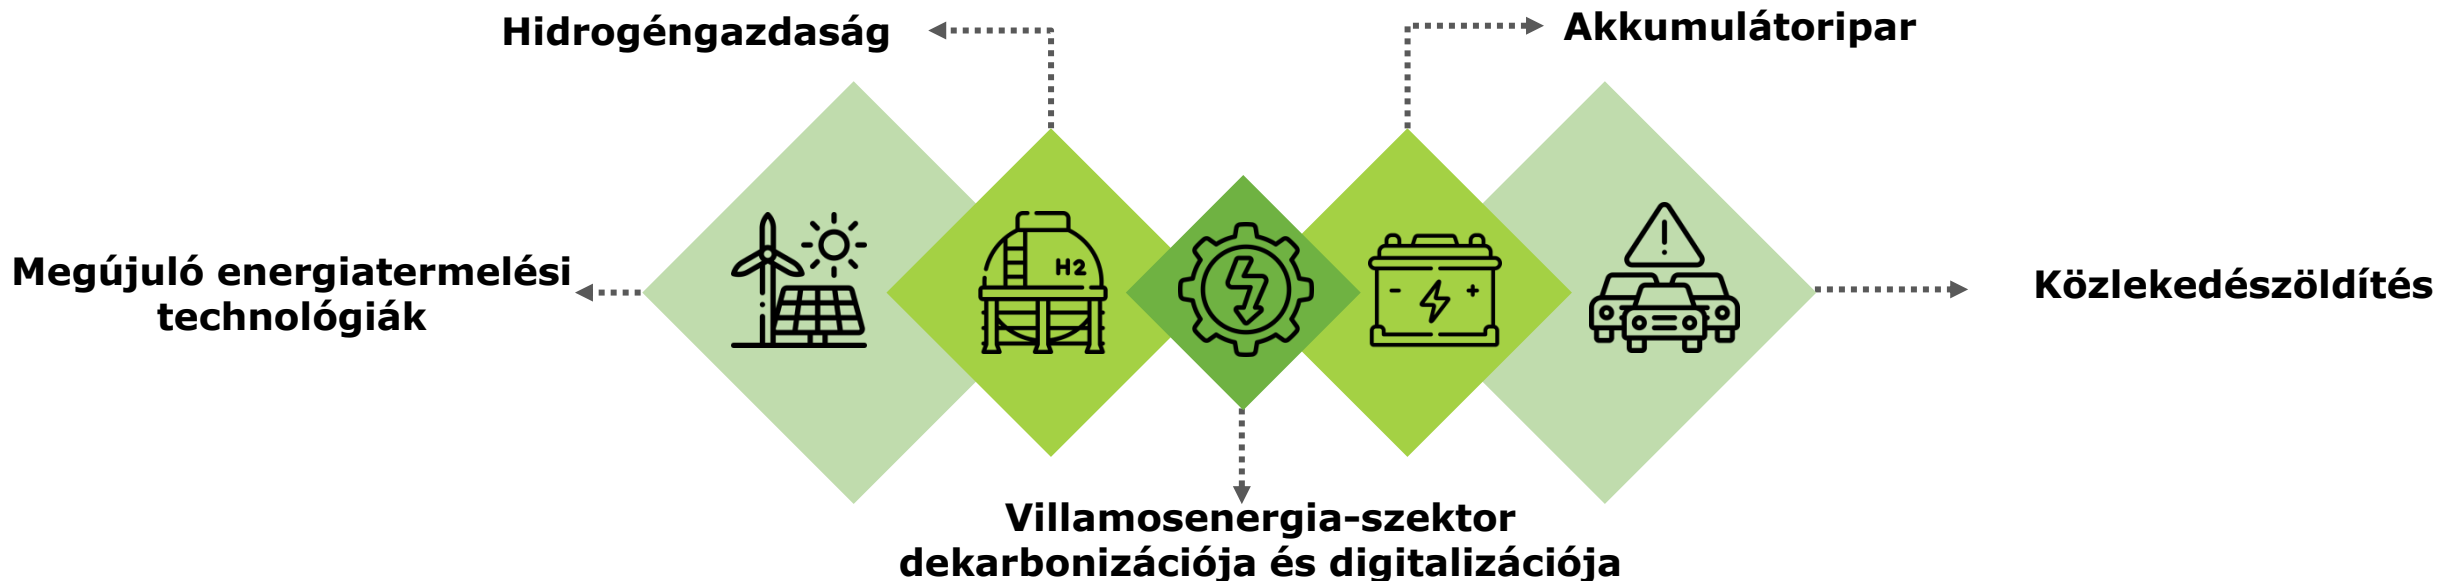 Hidrogéngazdaság
Akkumulátoripar
Megújuló energiatermelési
technológiák
H2
- +
Közlekedészöldítés
Villamosenergia-szektor
dekarbonizációja és digitalizációja